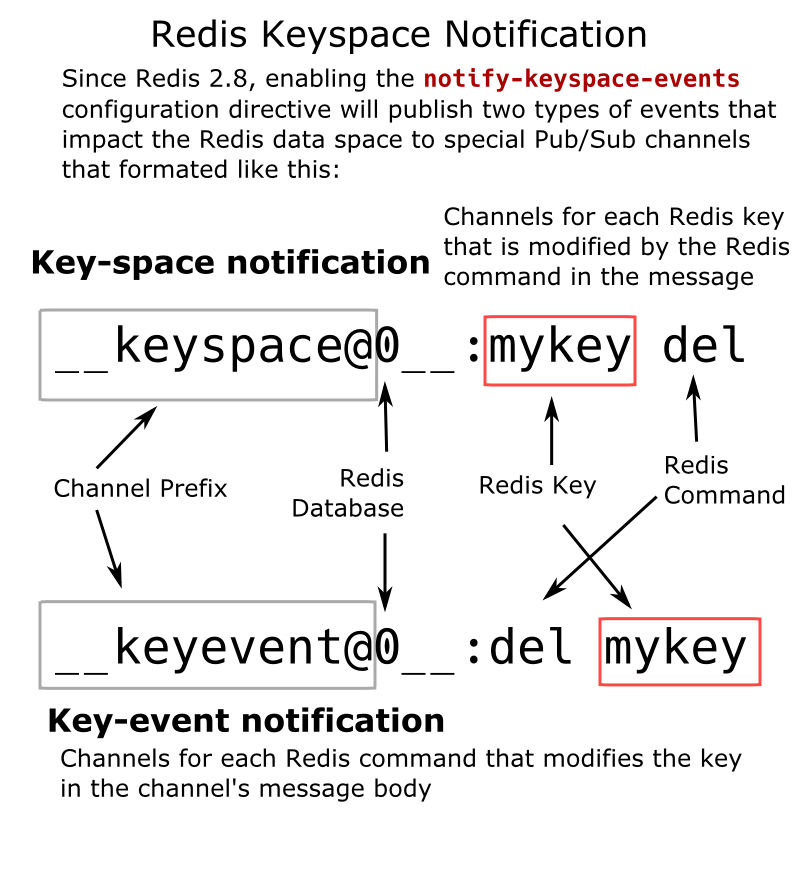 Redis Keyspace Notification
Since Redis 2.8, enabling the notify-keyspace-events
configuration directive will publish two types of events that
impact the Redis data space to special Pub/Sub channels
that formated like this:
Channels for each Redis key
that is modified by the Redis
command in the message
Key-space notification
__keyspace@0__:mykey del
Channel Prefix
Redis
Database
Redis Key
Redis
Command
__keyevent@0__:del mykey
Key-event notification
Channels for each Redis command that modifies the key
in the channel's message body